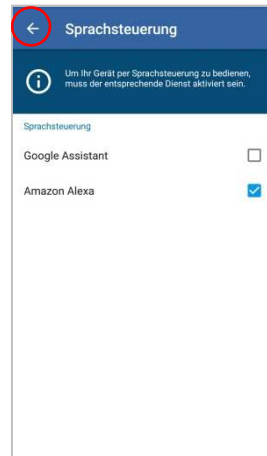 Sprachsteuerung
Um Ihr Gerät per Sprachsteuerung zu bedienen,
muss der entsprechende Dienst aktiviert sein.
Sprachsteuerung
Google Assistant
Amazon Alexa